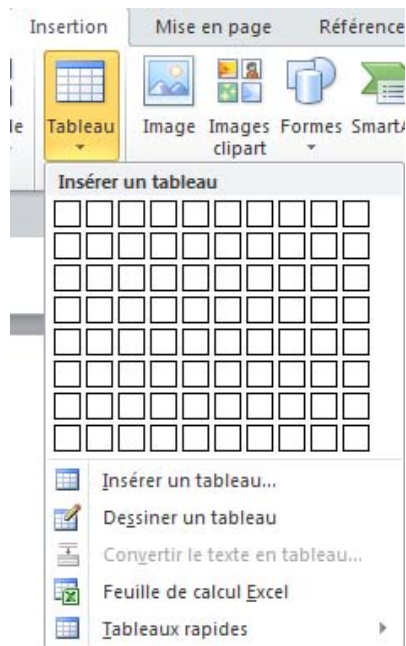 Insertion Mise en page Référence
le Tableau Image Images Formes SmartA
clipart
Insérer un tableau
Insérer un tableau...
Dessiner un tableau
Convertir le texte en tableau...
Feuille de calcul Excel
Tableaux rapides